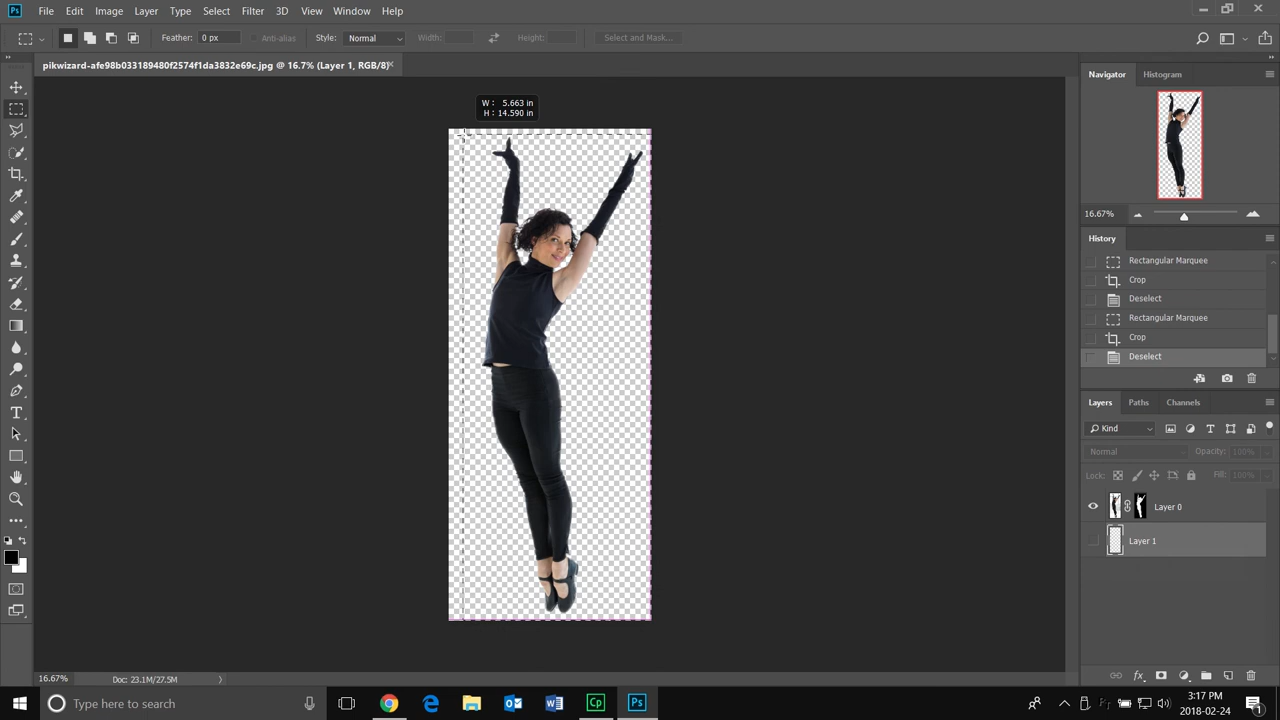 Ps File Edit Image Layer Type Select Filter 3D View Window Help
Feather: 0 px Anti-alias Style: Normal Width: Height: Select and Mask...
pikwizard-afe98b033189480f2574f1da3832e69c.jpg @ 16.7% (Layer 1, RGB/8)
W: 5.663 in
H: 14.590 in
Navigator Histogram
16.67%
History
Rectangular Marquee
Crop
Deselect
Rectangular Marquee
Crop
Deselect
Layers Paths Channels
Kind
Normal Opacity: 100%
Lock: Fill: 100%
Layer 0
Layer 1
16.67% Doc: 23.1M/27.5M
Type here to search
Cp Ps
3:17 PM
2018-02-24
1